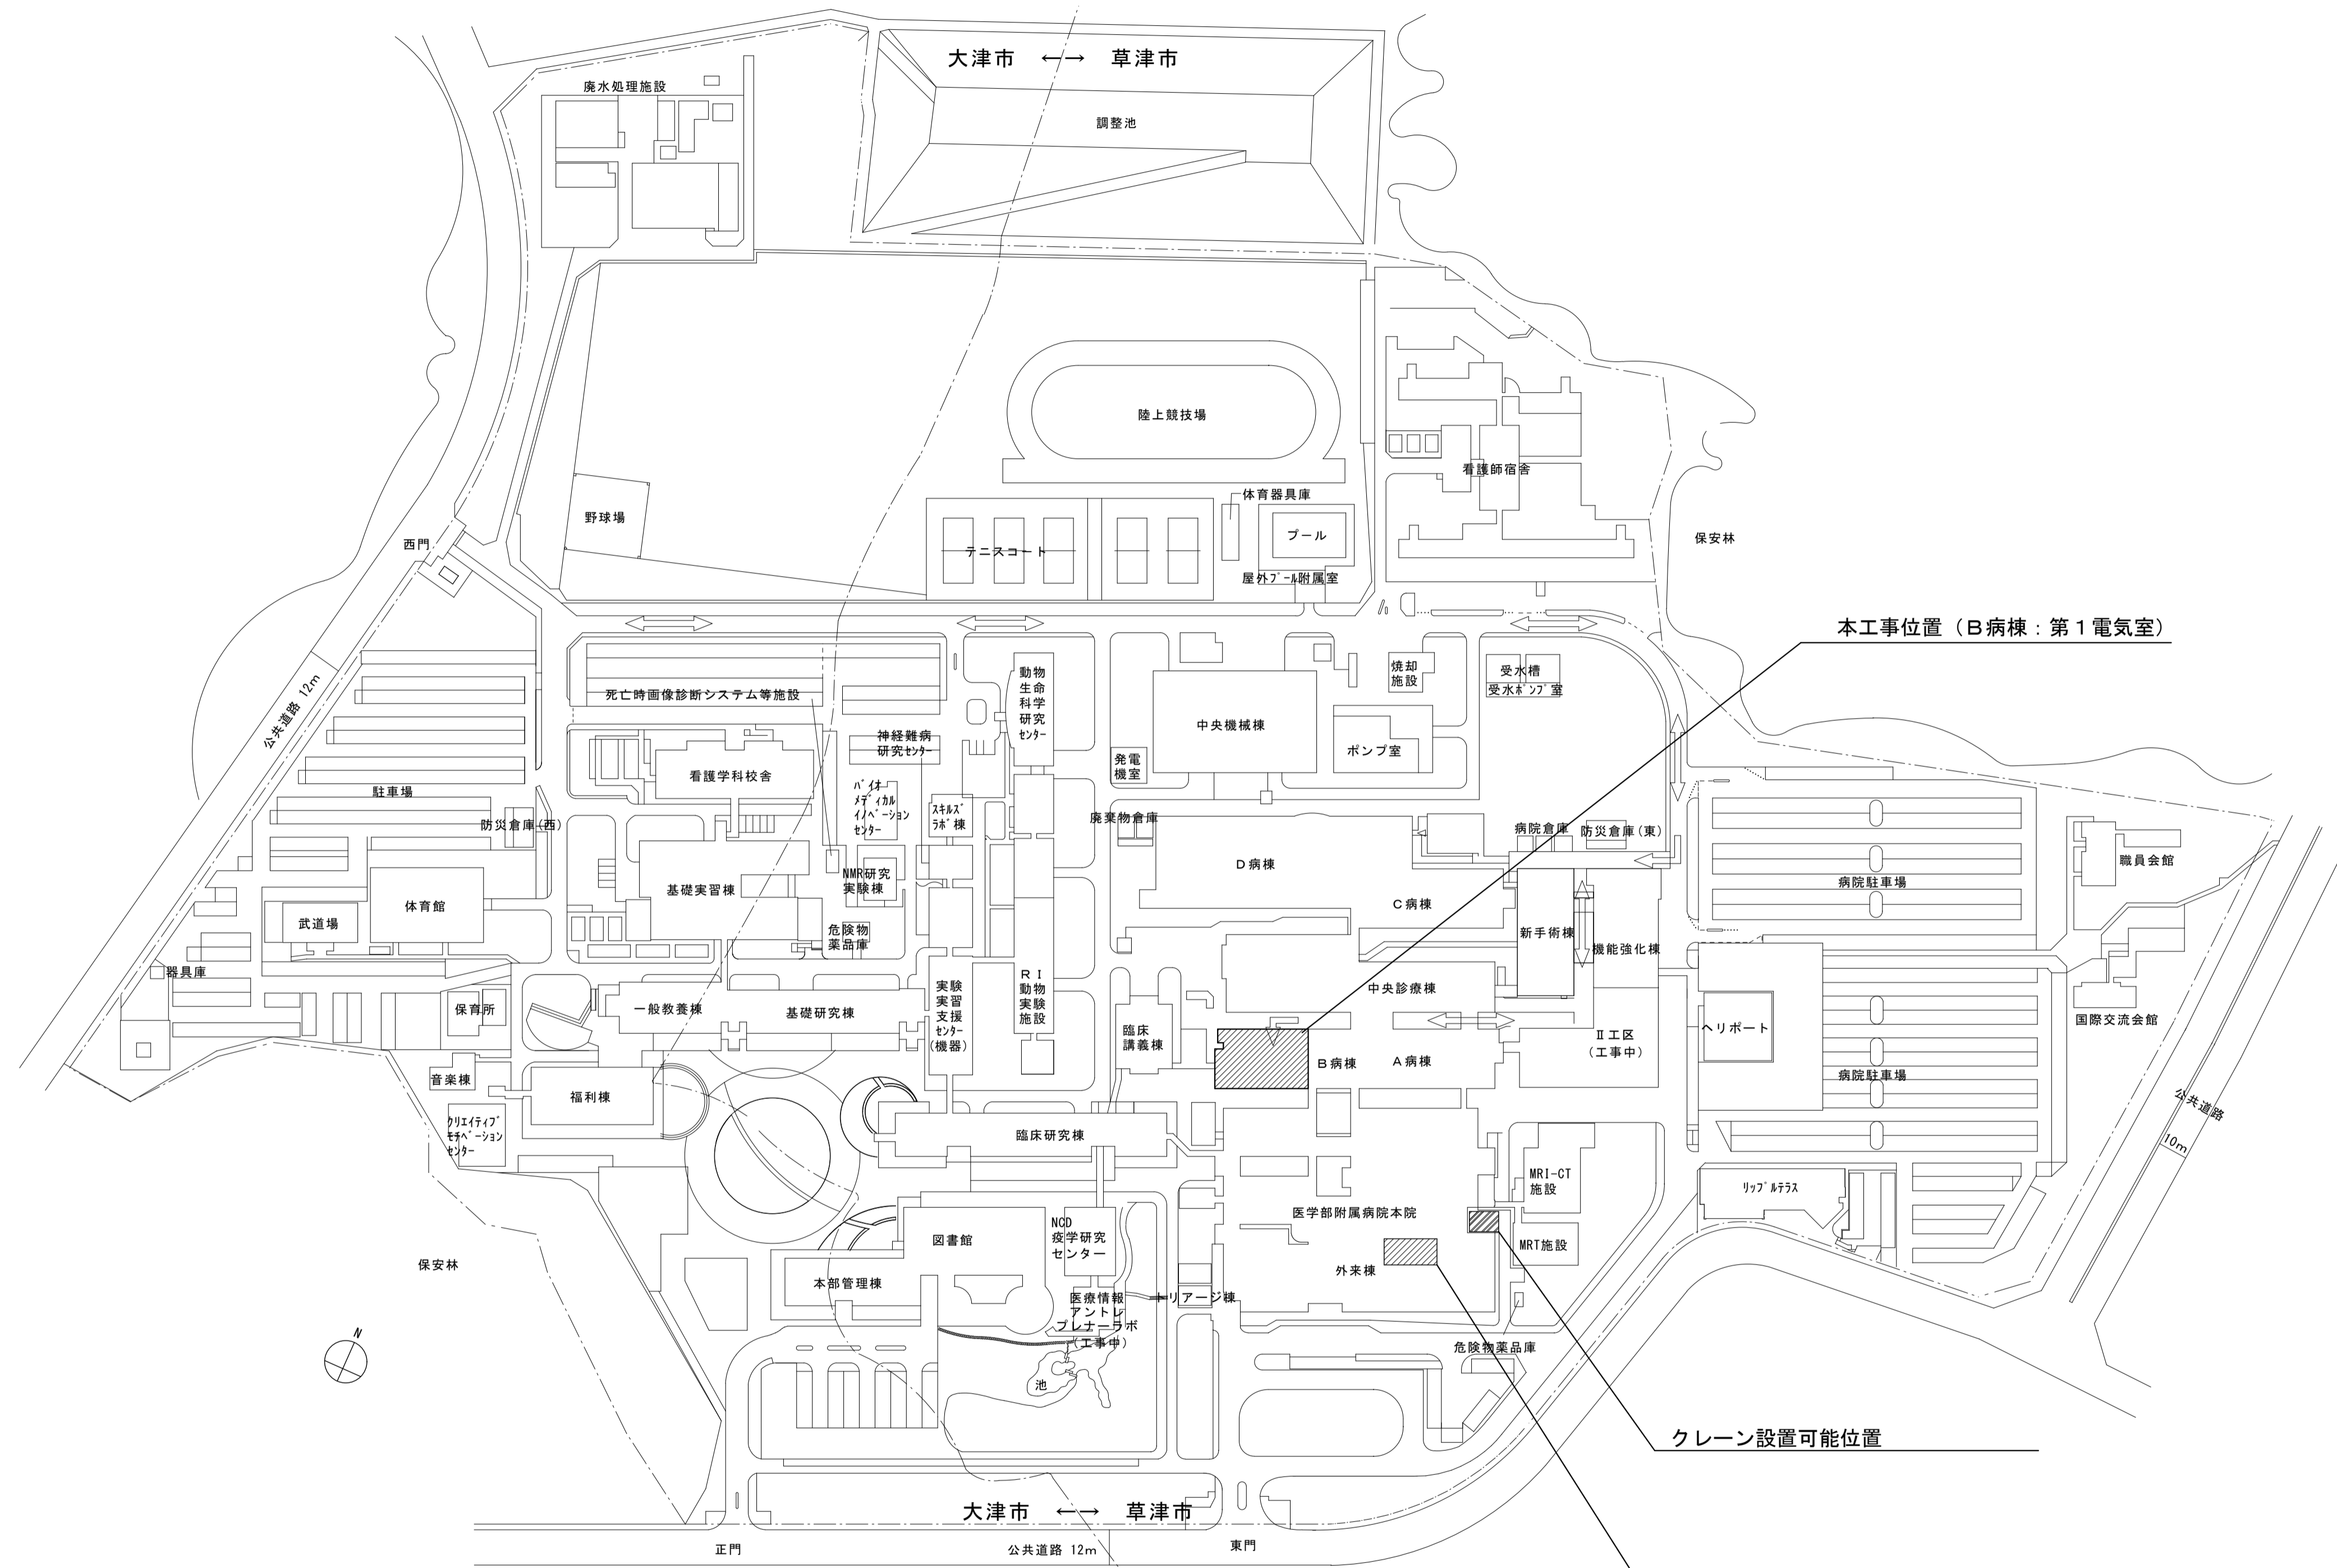 大津市 ←→ 草津市
廃水処理施設
調整池
陸上競技場
看護師宿舎
体育器具庫
野球場
プール
テニスコート
西門
保安林
屋外プール附属室
本工事位置（B病棟：第1電気室）
公共道路 12m
動物
生命
科学
研究
センター
焼却
施設
受水槽
受水ポンプ室
死亡時画像診断システム等施設
中央機械棟
神経難病
研究センター
ポンプ室
発電
機室
看護学科校舎
駐車場
バイオ
メディカル
イノベーション
センター
スキルズ
ラボ棟
廃棄物倉庫
防災倉庫(西)
病院倉庫
防災倉庫(東)
D病棟
職員会館
NMR研究
実験棟
病院駐車場
基礎実習棟
体育館
C病棟
武道場
危険物
薬品庫
新手術棟
機能強化棟
器具庫
RI
動物
実験
施設
中央診療棟
実験
実習
支援
センター
(機器)
保育所
一般教養棟
基礎研究棟
国際交流会館
ヘリポート
臨床
講義棟
Ⅱ工区
(工事中)
B病棟
A病棟
音楽棟
病院駐車場
福利棟
公共道路
10m
クリエイティブ
モチベーション
センター
臨床研究棟
MRI-CT
施設
リップルテラス
医学部附属病院本院
NCD
疫学研究
センター
図書館
MRT施設
保安林
外来棟
本部管理棟
医療情報
アントレ
プレナーラボ
(工事中)
トリアージ棟
N
危険物薬品庫
池
クレーン設置可能位置
大津市 ←→ 草津市
正門
公共道路 12m
東門